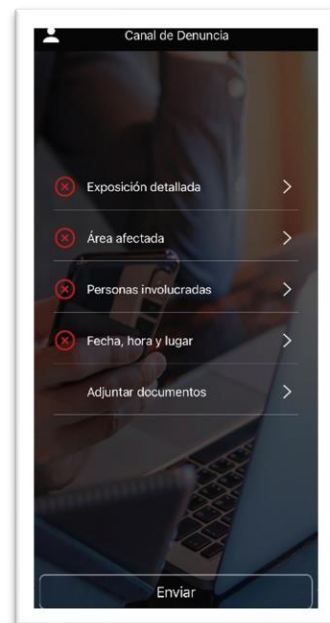 Canal de Denuncia
Exposición detallada
Área afectada
Personas involucradas
Fecha, hora y lugar
Adjuntar documentos
Enviar